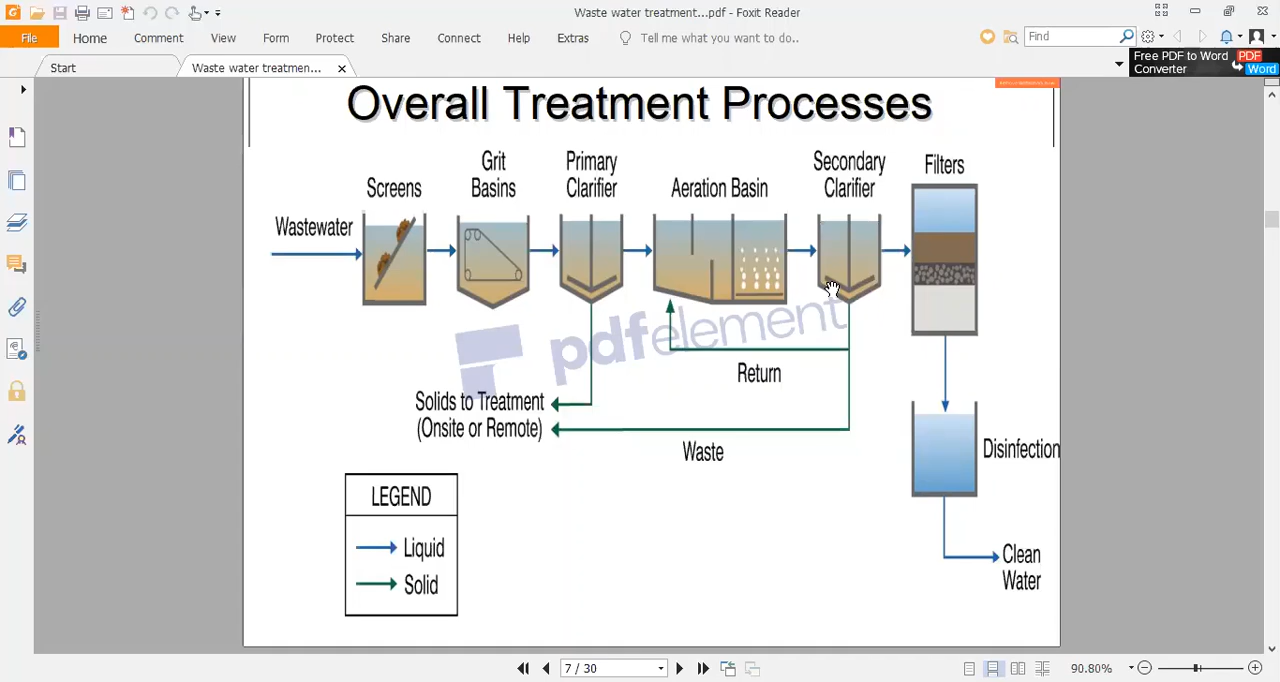 Waste water treatment...pdf - Foxit Reader
File Home Comment View Form Protect Share Connect Help Extras Tell me what you want to do.. Find
Start
Waste water treatmen...
Free PDF to Word Converter
PDF
Word
Overall Treatment Processes
Wastewater
Screens
Grit
Basins
Primary
Clarifier
Aeration Basin
Secondary
Clarifier
Filters
pdfelement
Return
Solids to Treatment
(Onsite or Remote)
Waste
Disinfection
Clean
Water
LEGEND
Liquid
Solid
7 / 30
90.80%